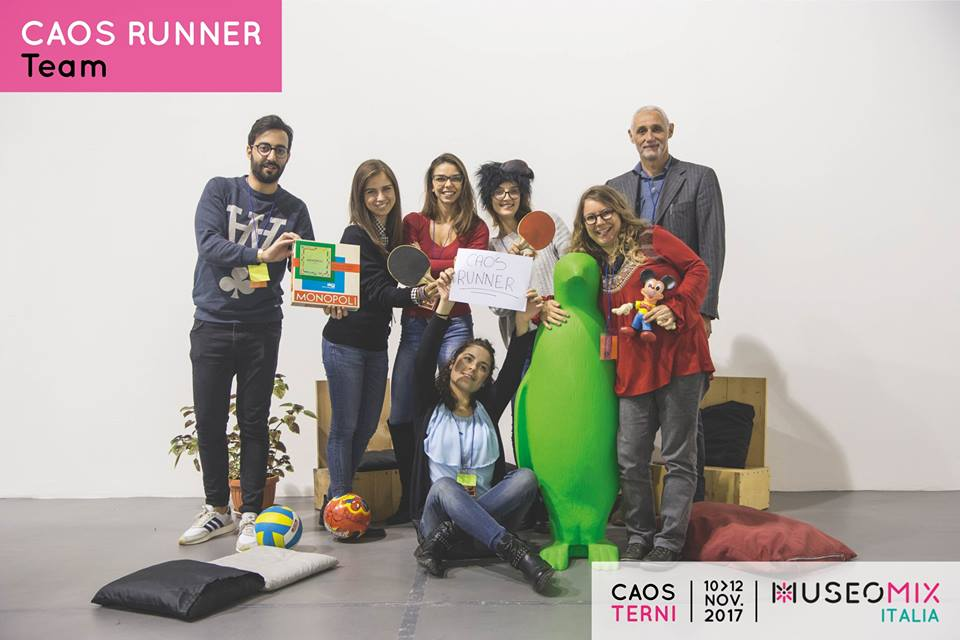 CAOS RUNNER
Team
MONOPOLI
CAOS
RUNNER
CAOS
TERNI
10>12
NOV.
2017
MUSEOMIX
ITALIA